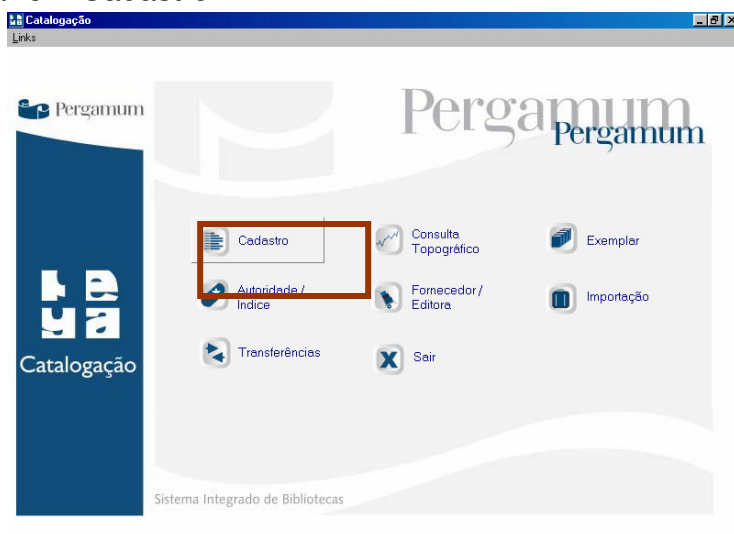 Catalogação
Links
Pergamum
Pergamum
Pergamum
Cadastro
Consulta
Topográfico
Exemplar
Autoridade /
Indice
Fornecedor /
Editora
Importação
Transferências
Sair
Catalogação
Sistema Integrado de Bibliotecas